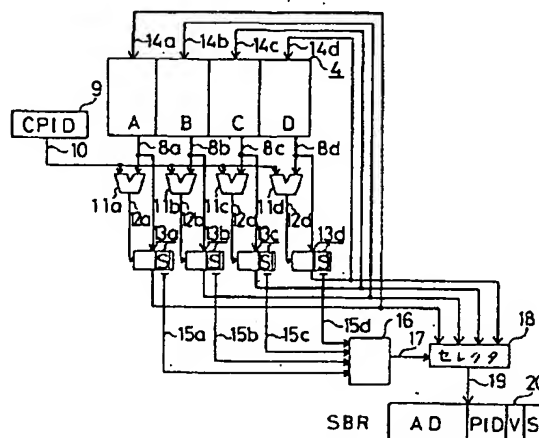 14a 14b 14c 14d
4
9
CPID
A B C D
10
8a 8b 8c 8d
11a 11b 11c 11d
12a 12b 12c 12d
13a 13b 13c 13d
S S S S
16
15a 15b 15c 15d
17
18
セレクタ
19
20
SBR AD PID V S